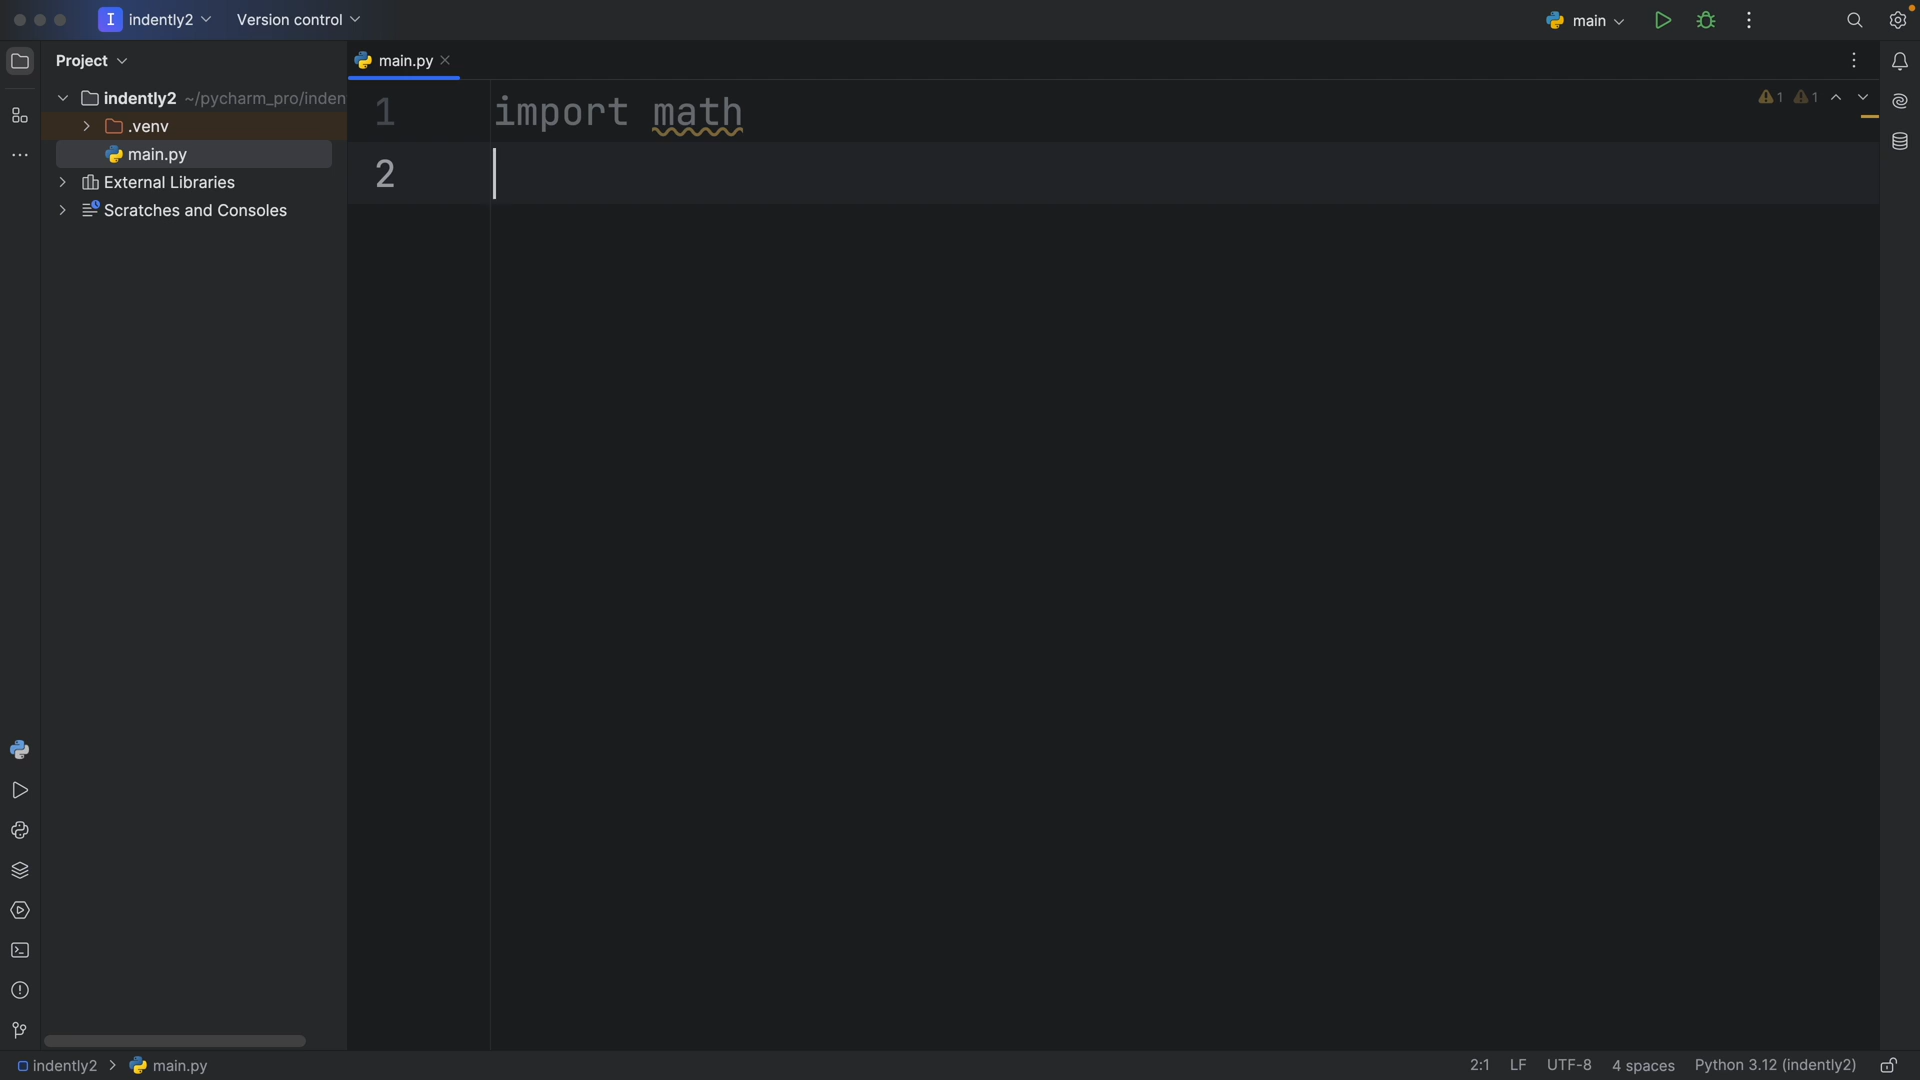 I indently2 Version control main
Project main.py
indently2 ~/pycharm_pro/inden
.venv
main.py
External Libraries
Scratches and Consoles
1 import math
2
1 1
indently2 > main.py 2:1 LF UTF-8 4 spaces Python 3.12 (indently2)